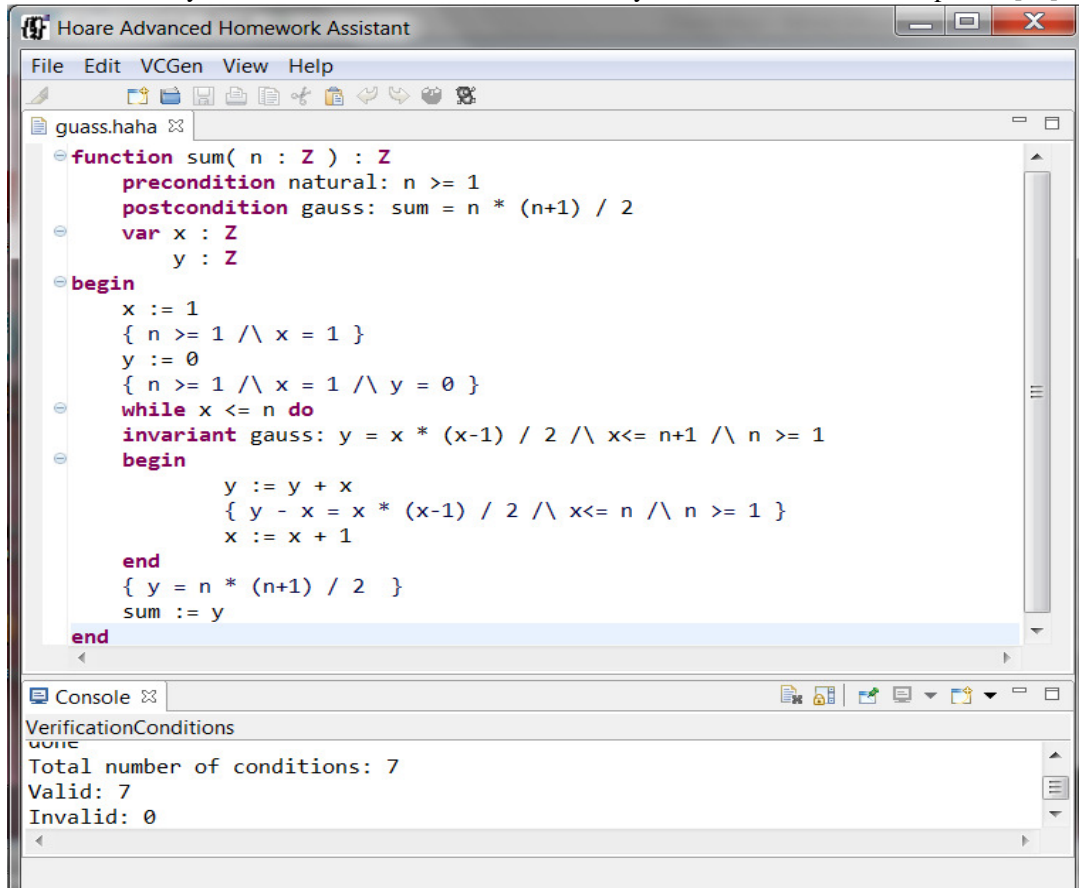 Hoare Advanced Homework Assistant
File Edit VCGen View Help
guass.haha
function sum( n : Z ) : Z
precondition natural: n >= 1
postcondition gauss: sum = n * (n+1) / 2
var x : Z
y : Z
begin
x := 1
{ n >= 1 /\ x = 1 }
y := 0
{ n >= 1 /\ x = 1 /\ y = 0 }
while x <= n do
invariant gauss: y = x * (x-1) / 2 /\ x<= n+1 /\ n >= 1
begin
y := y + x
{ y - x = x * (x-1) / 2 /\ x<= n /\ n >= 1 }
x := x + 1
end
{ y = n * (n+1) / 2  }
sum := y
end
Console
VerificationConditions
done
Total number of conditions: 7
Valid: 7
Invalid: 0